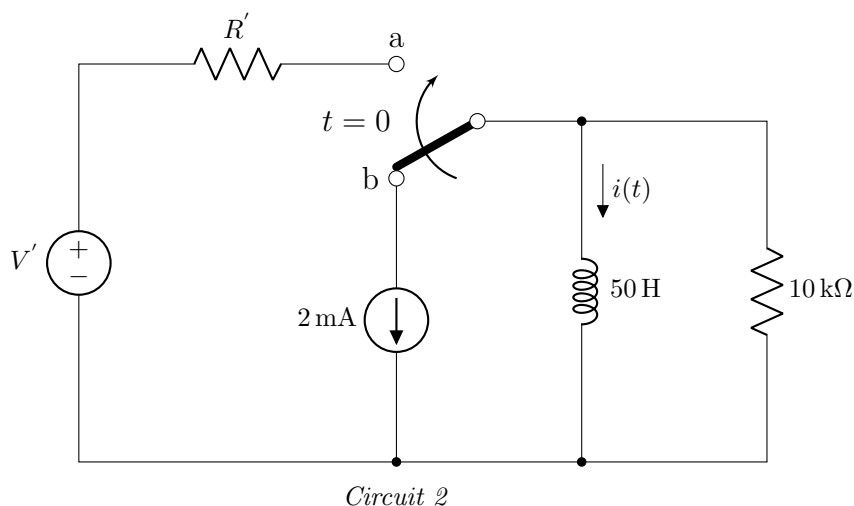 R′
a
t = 0
b
i(t)
V′
+
−
2 mA
50 H
10 kΩ
Circuit 2